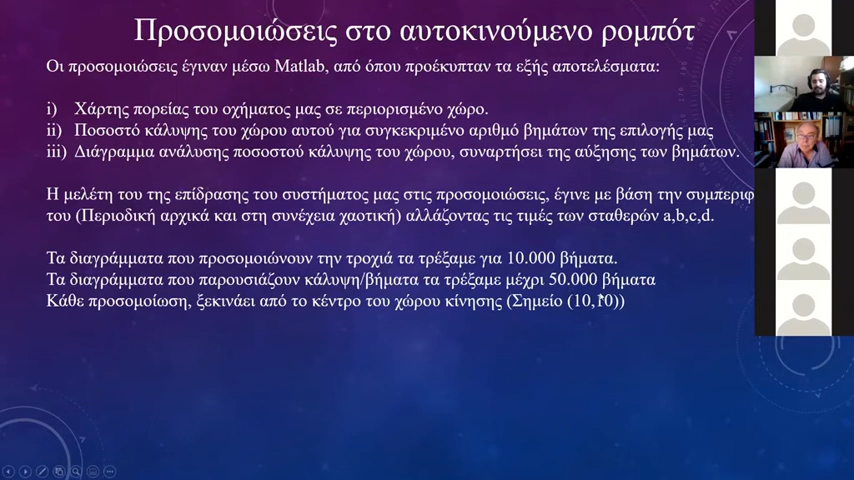 Προσομοιώσεις στο αυτοκινούμενο ρομπότ
Οι προσομοιώσεις έγιναν μέσω Matlab, από όπου προέκυπταν τα εξής αποτελέσματα:
i) Χάρτης πορείας του οχήματος μας σε περιορισμένο χώρο.
ii) Ποσοστό κάλυψης του χώρου αυτού για συγκεκριμένο αριθμό βημάτων της επιλογής μας
iii) Διάγραμμα ανάλυσης ποσοστού κάλυψης του χώρου, συναρτήσει της αύξησης των βημάτων.
Η μελέτη του της επίδρασης του συστήματος μας στις προσομοιώσεις, έγινε με βάση την συμπεριφ
του (Περιοδική αρχικά και στη συνέχεια χαοτική) αλλάζοντας τις τιμές των σταθερών a,b,c,d.
Τα διαγράμματα που προσομοιώνουν την τροχιά τα τρέξαμε για 10.000 βήματα.
Τα διαγράμματα που παρουσιάζουν κάλυψη/βήματα τα τρέξαμε μέχρι 50.000 βήματα
Κάθε προσομοίωση, ξεκινάει από το κέντρο του χώρου κίνησης (Σημείο (10,10))